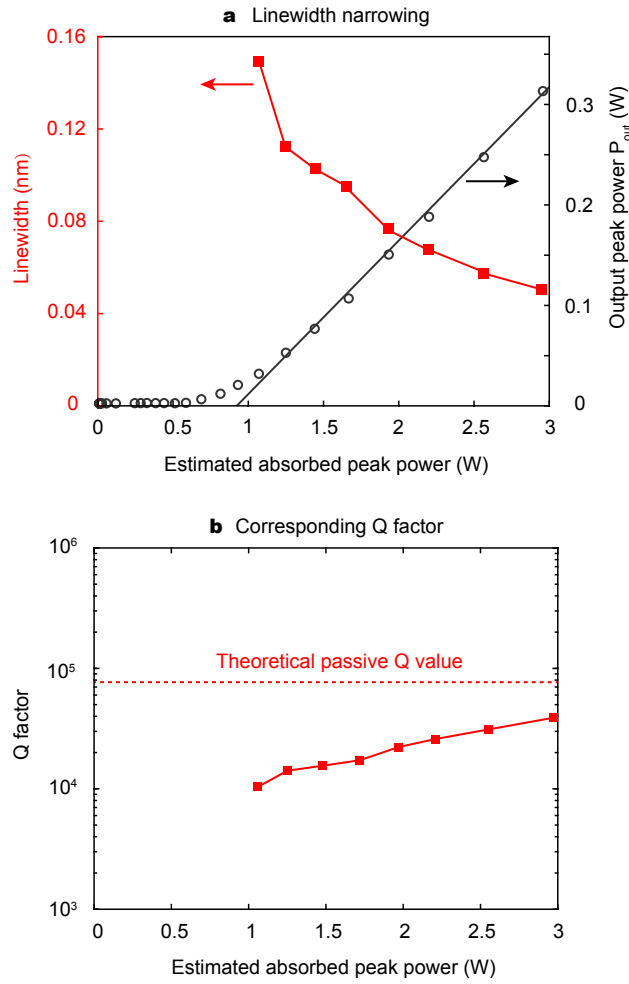 a Linewidth narrowing
0.16
0.12
0.08
0.04
0
Linewidth (nm)
0.3
0.2
0.1
0
Output peak power P_out (W)
0 0.5 1 1.5 2 2.5 3
Estimated absorbed peak power (W)
b Corresponding Q factor
10^6
10^5
10^4
10^3
Q factor
Theoretical passive Q value
0 0.5 1 1.5 2 2.5 3
Estimated absorbed peak power (W)